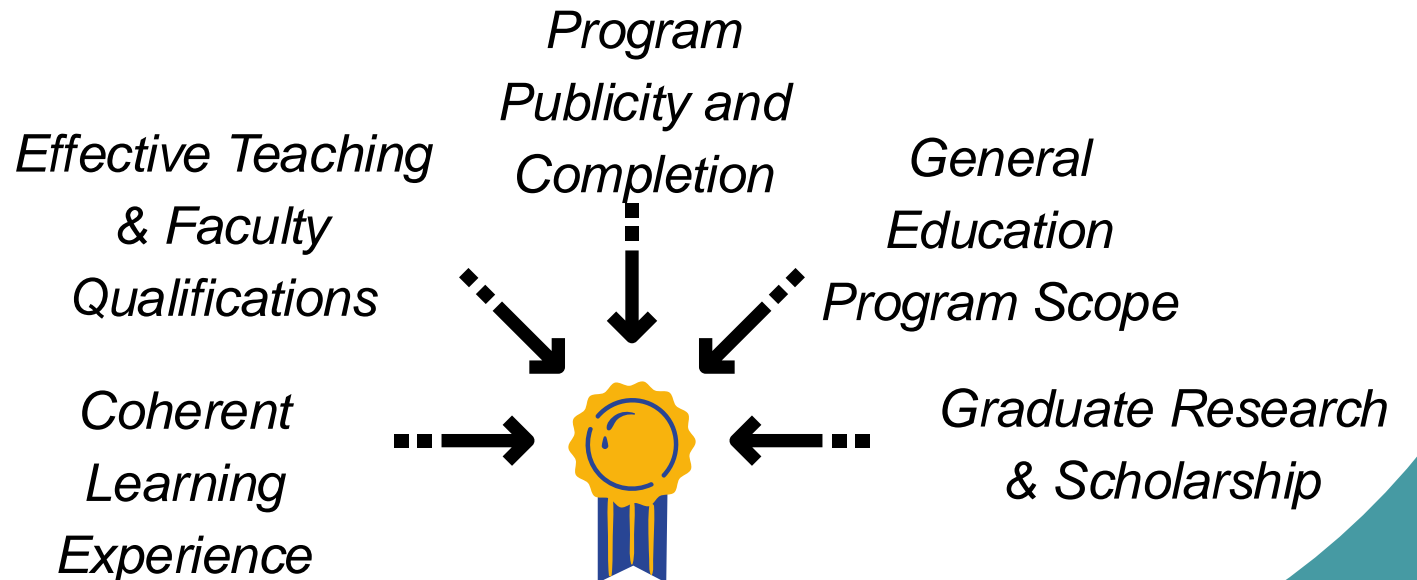 Program
Publicity and
Completion
Effective Teaching
& Faculty
Qualifications
General
Education
Program Scope
Coherent
Learning
Experience
Graduate Research
& Scholarship